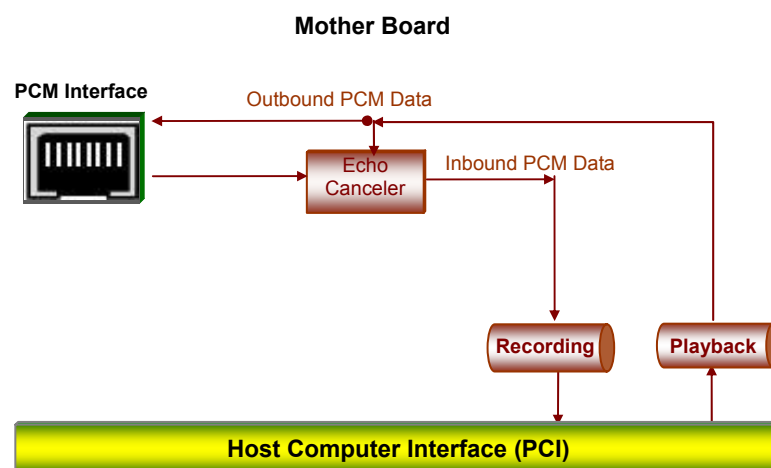 Mother Board
PCM Interface
Outbound PCM Data
Echo
Canceler
Inbound PCM Data
Recording
Playback
Host Computer Interface (PCI)